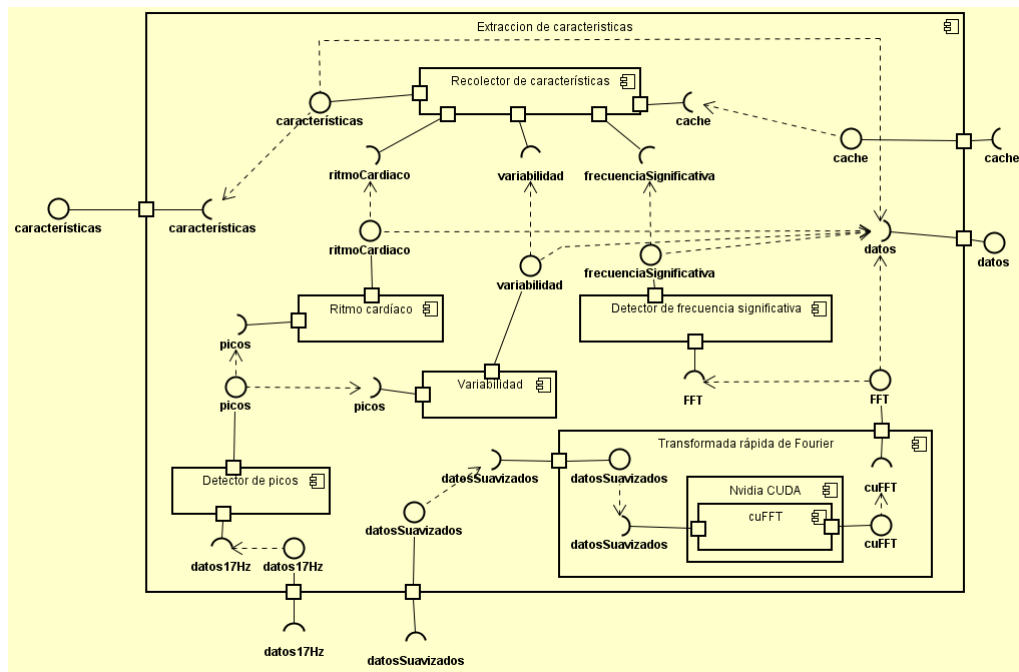 Extraccion de caracteristicas
Recolector de características
características
cache
cache
cache
ritmoCardiaco
variabilidad
frecuenciaSignificativa
características
características
ritmoCardiaco
datos
datos
frecuenciaSignificativa
variabilidad
Ritmo cardíaco
Detector de frecuencia significativa
picos
Variabilidad
picos
picos
FFT
FFT
Transformada rápida de Fourier
Detector de picos
datosSuavizados
datosSuavizados
Nvidia CUDA
cuFFT
cuFFT
datosSuavizados
datosSuavizados
cuFFT
datos17Hz
datos17Hz
datos17Hz
datosSuavizados